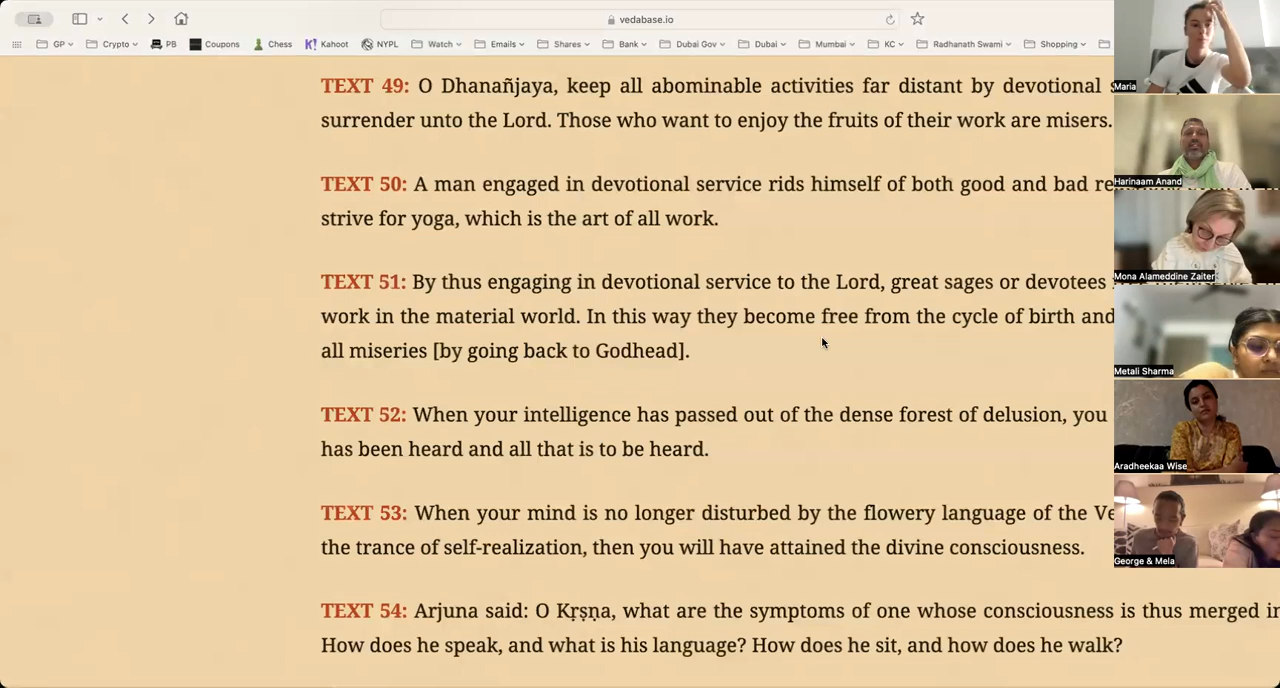 vedabase.io
GP Crypto PB Coupons Chess Kahoot NYPL Watch Emails Shares Bank Dubai Gov Dubai Mumbai KC Radhanath Swami Shopping
TEXT 49: O Dhanañjaya, keep all abominable activities far distant by devotional
surrender unto the Lord. Those who want to enjoy the fruits of their work are misers.
TEXT 50: A man engaged in devotional service rids himself of both good and bad re
strive for yoga, which is the art of all work.
TEXT 51: By thus engaging in devotional service to the Lord, great sages or devotees
work in the material world. In this way they become free from the cycle of birth and
all miseries [by going back to Godhead].
TEXT 52: When your intelligence has passed out of the dense forest of delusion, you
has been heard and all that is to be heard.
TEXT 53: When your mind is no longer disturbed by the flowery language of the Ve
the trance of self-realization, then you will have attained the divine consciousness.
TEXT 54: Arjuna said: O Kṛṣṇa, what are the symptoms of one whose consciousness is thus merged in
How does he speak, and what is his language? How does he sit, and how does he walk?
Maria
Harinaam Anand
Mona Alameddine Zaiter
Metali Sharma
Aradheekaa Wise
George & Mela